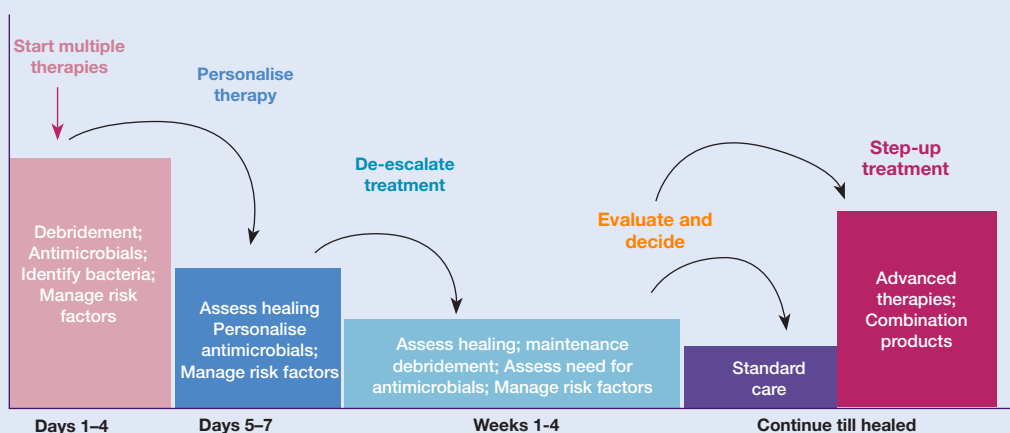 Start multiple
therapies
Personalise
therapy
De-escalate
treatment
Evaluate and
decide
Step-up
treatment
Debridement;
Antimicrobials;
Identify bacteria;
Manage risk
factors
Assess healing
Personalise
antimicrobials;
Manage risk factors
Assess healing; maintenance
debridement; Assess need for
antimicrobials; Manage risk factors
Standard
care
Advanced
therapies;
Combination
products
Days 1–4
Days 5–7
Weeks 1-4
Continue till healed